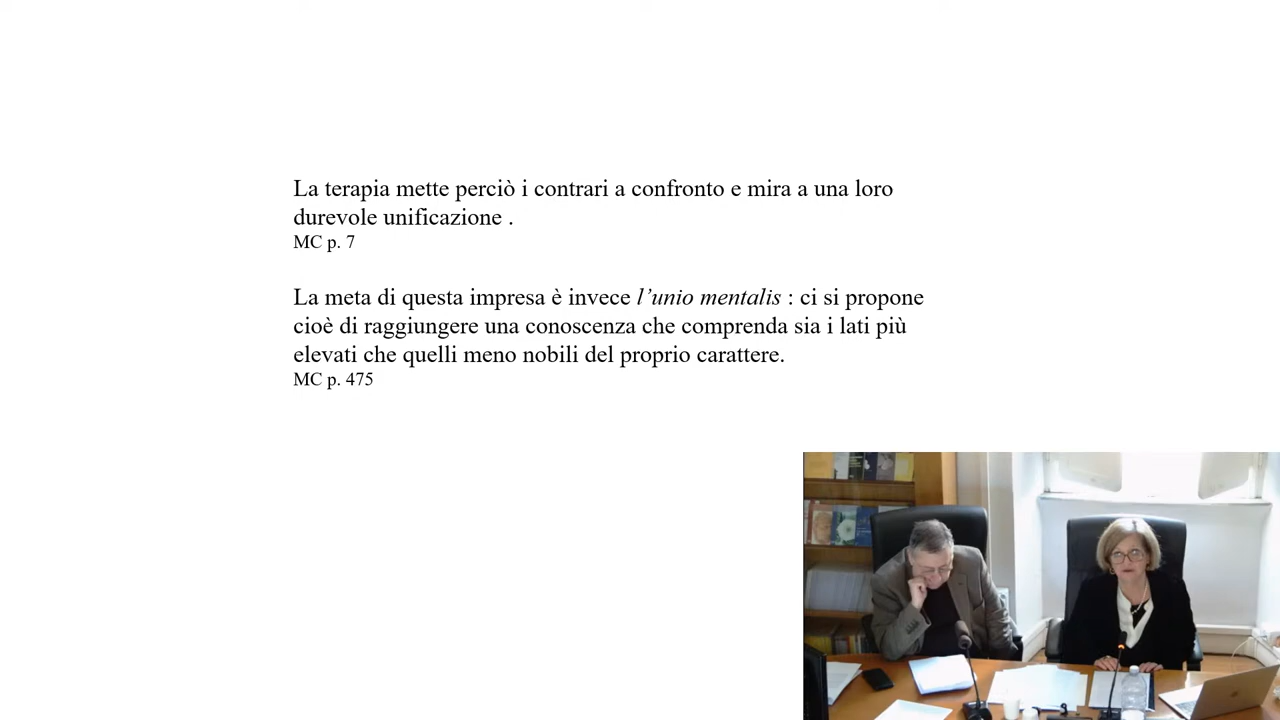 La terapia mette perciò i contrari a confronto e mira a una loro
durevole unificazione .
MC p. 7
La meta di questa impresa è invece l’unio mentalis : ci si propone
cioè di raggiungere una conoscenza che comprenda sia i lati più
elevati che quelli meno nobili del proprio carattere.
MC p. 475